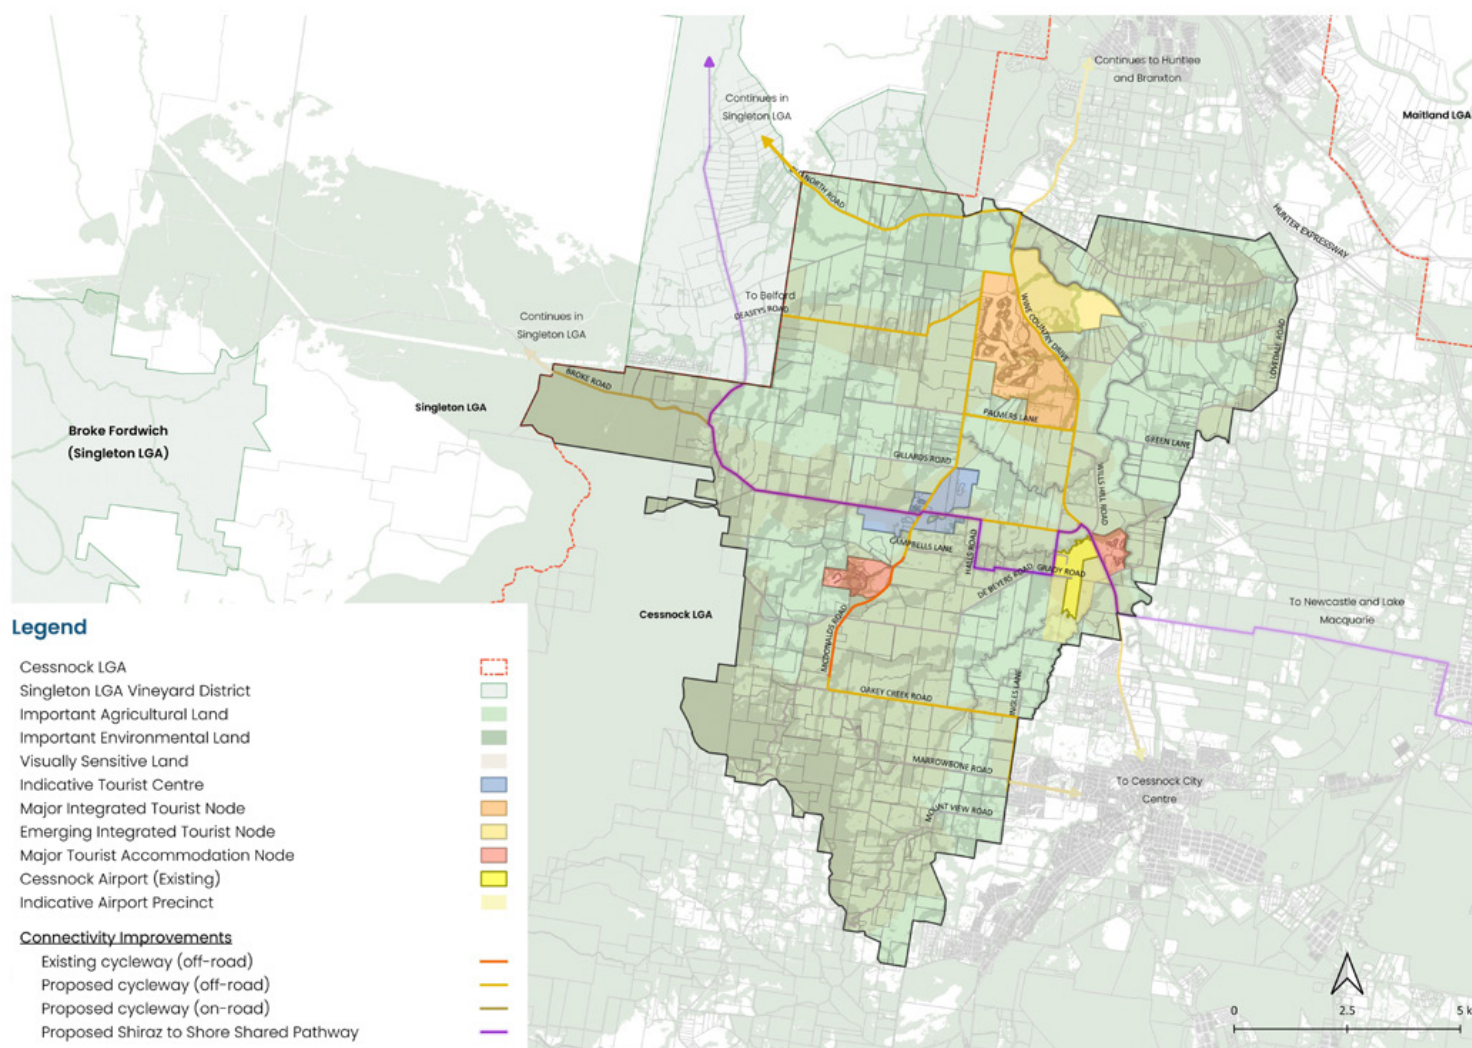 Continues to Huntlee
and Branxton
Continues in
Singleton LGA
Maitland LGA
NORTH ROAD
HUNTER EXPRESSWAY
To Belford
DEASEYS ROAD
WINE COUNTRY DRIVE
LOVEDALE ROAD
Continues in
Singleton LGA
BROKE ROAD
Singleton LGA
Broke Fordwich
(Singleton LGA)
PALMERS LANE
GREEN LANE
GILLARDS ROAD
WILLS HILL ROAD
CAMPBELLS LANE
HALLS ROAD
GRADY ROAD
DE BEYERS ROAD
To Newcastle and Lake
Macquarie
Cessnock LGA
MCDONALDS ROAD
OAKEY CREEK ROAD
INGLES LANE
MARROWBONE ROAD
MOUNT VIEW ROAD
To Cessnock City
Centre
Legend
Cessnock LGA
Singleton LGA Vineyard District
Important Agricultural Land
Important Environmental Land
Visually Sensitive Land
Indicative Tourist Centre
Major Integrated Tourist Node
Emerging Integrated Tourist Node
Major Tourist Accommodation Node
Cessnock Airport (Existing)
Indicative Airport Precinct
Connectivity Improvements
Existing cycleway (off-road)
Proposed cycleway (off-road)
Proposed cycleway (on-road)
Proposed Shiraz to Shore Shared Pathway
0 2.5 5 k